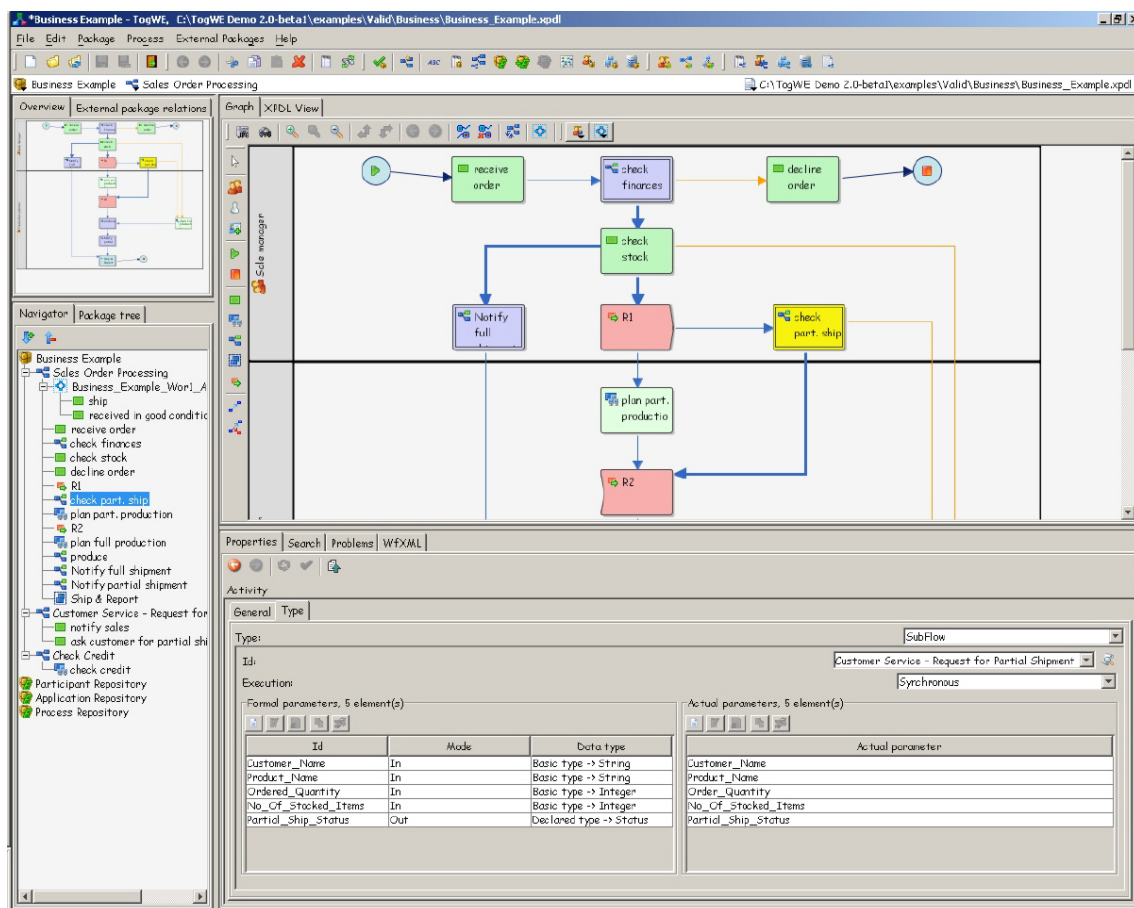 *Business Example - TogWE, C:\TogWE Demo 2.0-beta1\examples\Valid\Business\Business_Example.xpdl
File Edit Package Process External Packages Help
Business Example Sales Order Processing
C:\TogWE Demo 2.0-beta1\examples\Valid\Business\Business_Example.xpdl
Overview External package relations
Graph XPDL View
Sale manager
receive
order
check
finances
decline
order
check
stock
Notify
full
R1
check
part. ship
plan part.
productio
R2
Navigator Package tree
Business Example
Sales Order Processing
Business_Example_Wor1_A
ship
received in good conditic
receive order
check finances
check stock
decline order
R1
check part. ship
plan part. production
R2
plan full production
produce
Notify full shipment
Notify partial shipment
Ship & Report
Customer Service - Request for
notify sales
ask customer for partial shi
Check Credit
check credit
Participant Repository
Application Repository
Process Repository
Properties Search Problems WfXML
Activity
General Type
Type: SubFlow
Id: Customer Service - Request for Partial Shipment
Execution: Synchronous
Formal parameters, 5 element(s)
Id Mode Data type
Customer_Name In Basic type -> String
Product_Name In Basic type -> String
Ordered_Quantity In Basic type -> Integer
No_Of_Stocked_Items In Basic type -> Integer
Partial_Ship_Status Out Declared type -> Status
Actual parameters, 5 element(s)
Actual parameter
Customer_Name
Product_Name
Order_Quantity
No_Of_Stocked_Items
Partial_Ship_Status